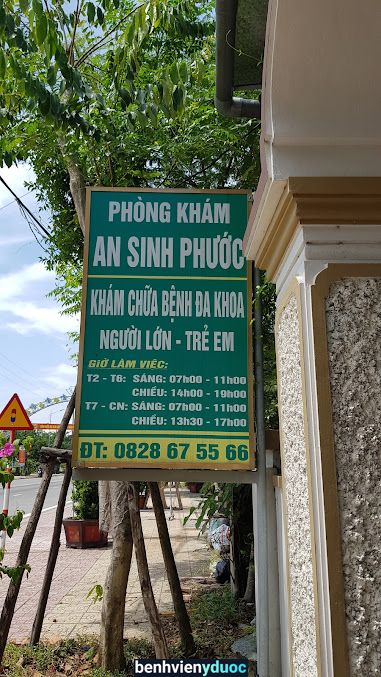 PHÒNG KHÁM
AN SINH PHƯỚC
KHÁM CHỮA BỆNH ĐA KHOA
NGƯỜI LỚN - TRẺ EM
GIỜ LÀM VIỆC:
T2 - T6: SÁNG: 07h00 - 11h00
CHIỀU: 14h00 - 19h00
T7 - CN: SÁNG: 07h00 - 11h00
CHIỀU: 13h30 - 17h00
ĐT: 0828 67 55 66
benhvienyduoc